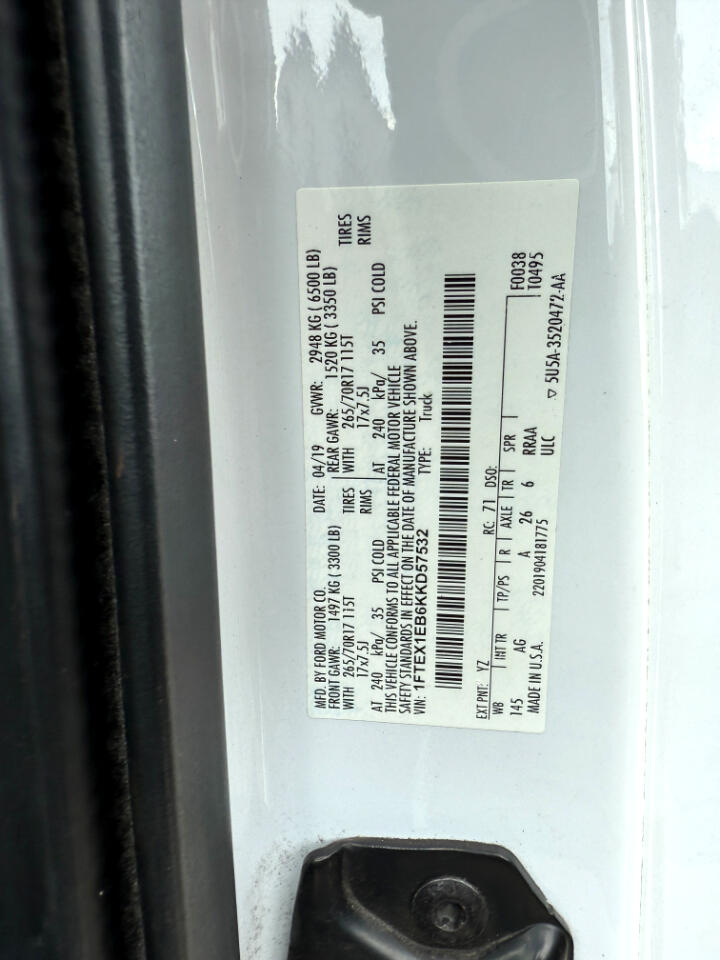 MFD. BY FORD MOTOR CO. DATE: 04/19 GVWR: 2948 KG ( 6500 LB)
FRONT GAWR: 1497 KG ( 3300 LB) REAR GAWR: 1520 KG ( 3350 LB)
WITH 265/70R17 115T TIRES WITH 265/70R17 115T TIRES
17x7.5J RIMS 17x7.5J RIMS
AT 240 kPa/ 35 PSI COLD AT 240 kPa/ 35 PSI COLD
THIS VEHICLE CONFORMS TO ALL APPLICABLE FEDERAL MOTOR VEHICLE
SAFETY STANDARDS IN EFFECT ON THE DATE OF MANUFACTURE SHOWN ABOVE.
VIN: 1FTEX1EB6KKD57532 TYPE: Truck
EXT PNT: YZ RC: 71 DSO: F0038
WB INT TR TP/PS R AXLE TR SPR T0495
145 AG A 26 6 RRAA
MADE IN U.S.A. 2201904181775 ULC ▽ 5U5A-3520472-AA